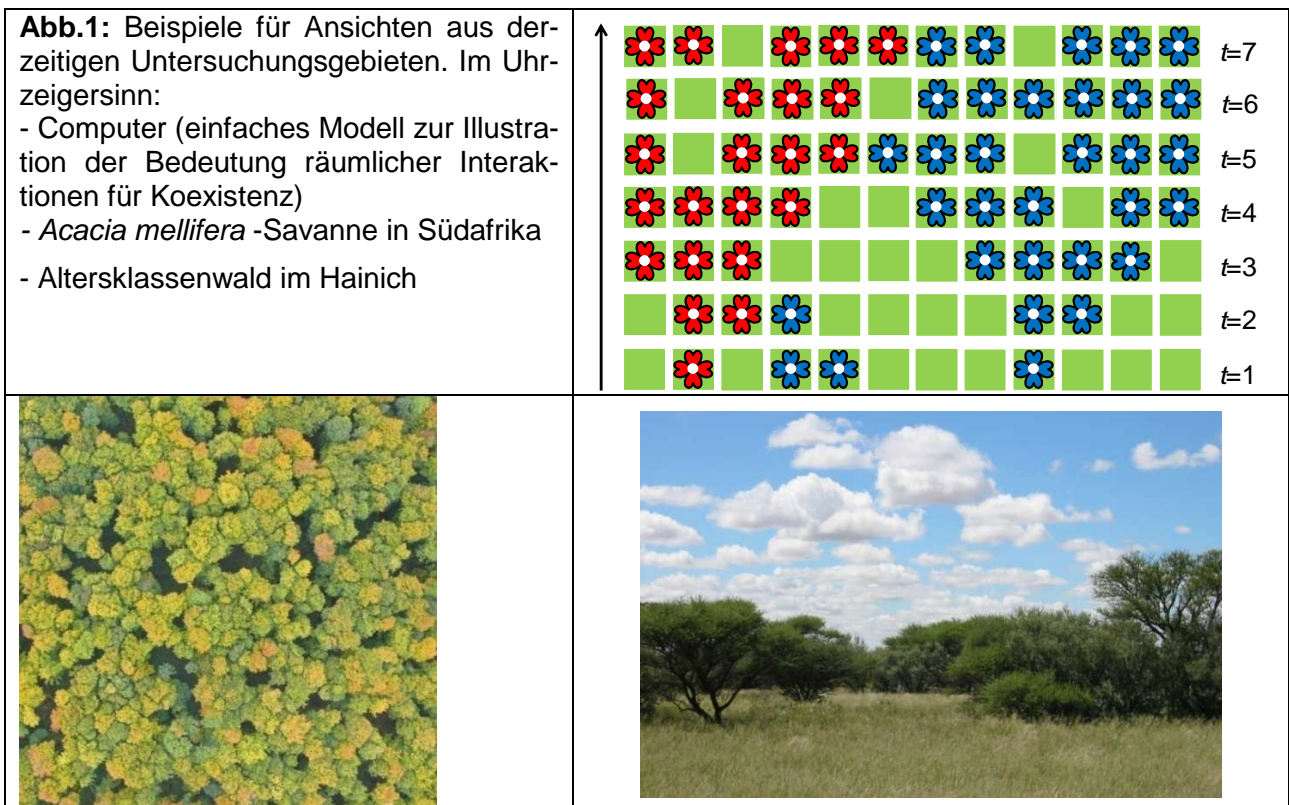 Abb.1: Beispiele für Ansichten aus der-
zeitigen Untersuchungsgebieten. Im Uhr-
zeigersinn:
- Computer (einfaches Modell zur Illustra-
tion der Bedeutung räumlicher Interak-
tionen für Koexistenz)
- Acacia mellifera -Savanne in Südafrika
- Altersklassenwald im Hainich
t=7
t=6
t=5
t=4
t=3
t=2
t=1